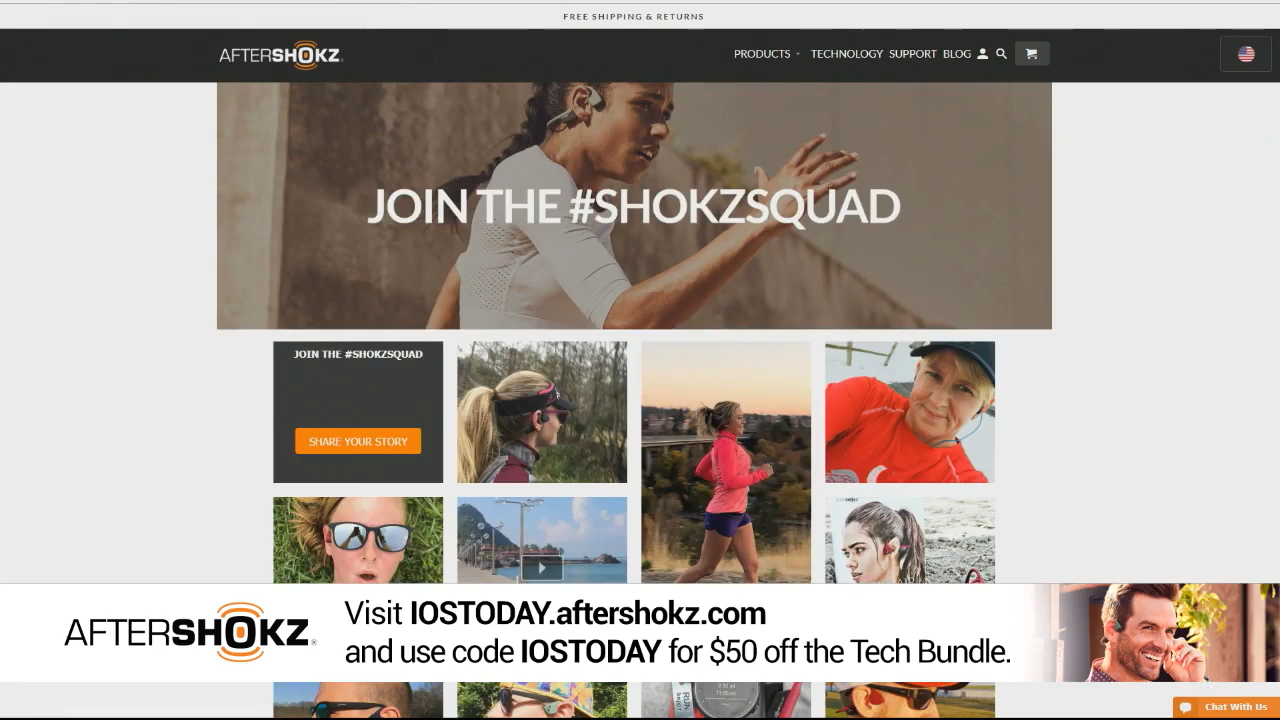 FREE SHIPPING & RETURNS
AFTERSHOKZ
PRODUCTS TECHNOLOGY SUPPORT BLOG
JOIN THE #SHOKZSQUAD
JOIN THE #SHOKZSQUAD
SHARE YOUR STORY
AFTERSHOKZ®
Visit IOSTODAY.aftershokz.com
and use code IOSTODAY for $50 off the Tech Bundle.
Chat With Us